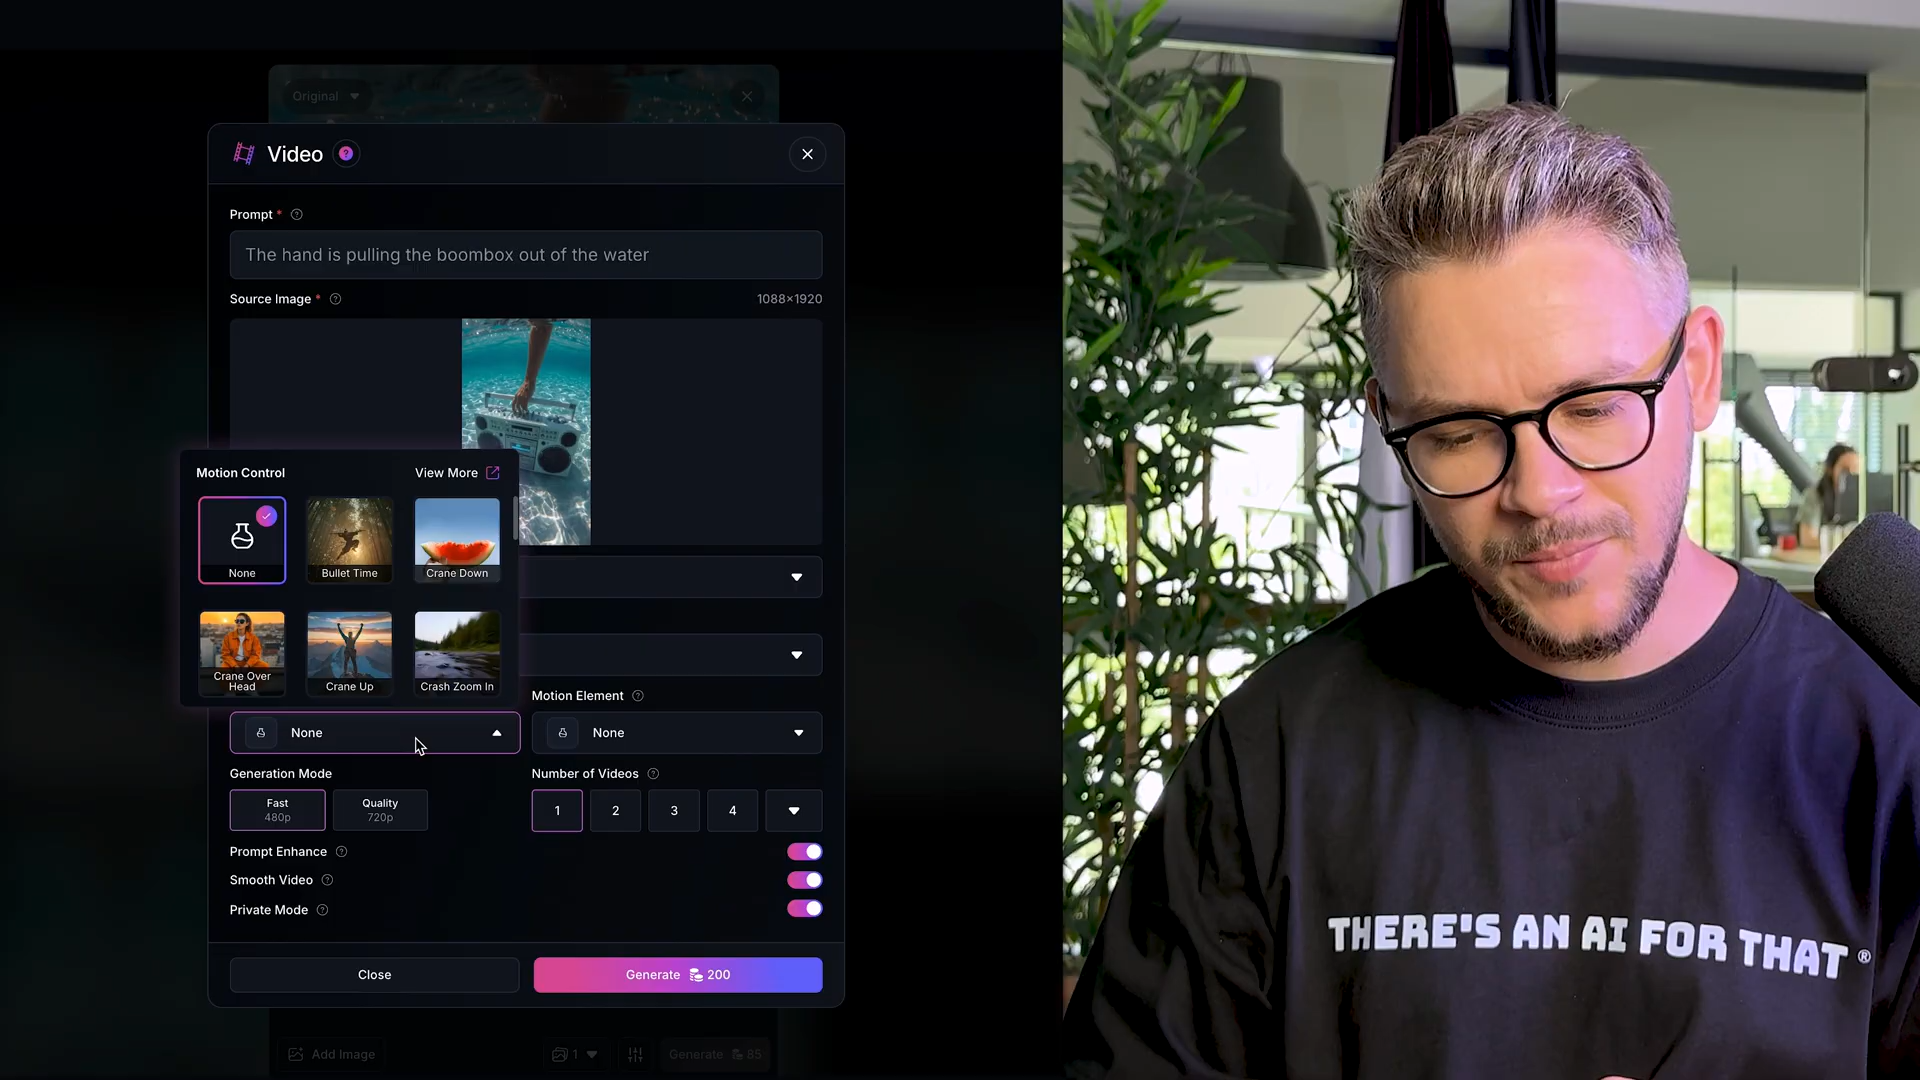 Original
Video
?
Prompt * ?
The hand is pulling the boombox out of the water
Source Image * ?
1088×1920
Motion Control
View More
None
Bullet Time
Crane Down
Crane Over
Head
Crane Up
Crash Zoom In
Motion Element ?
None
None
Generation Mode
Number of Videos ?
Fast
480p
Quality
720p
1
2
3
4
Prompt Enhance ?
Smooth Video ?
Private Mode ?
Close
Generate 200
Add Image
1
Generate 85
THERE'S AN AI FOR THAT ®